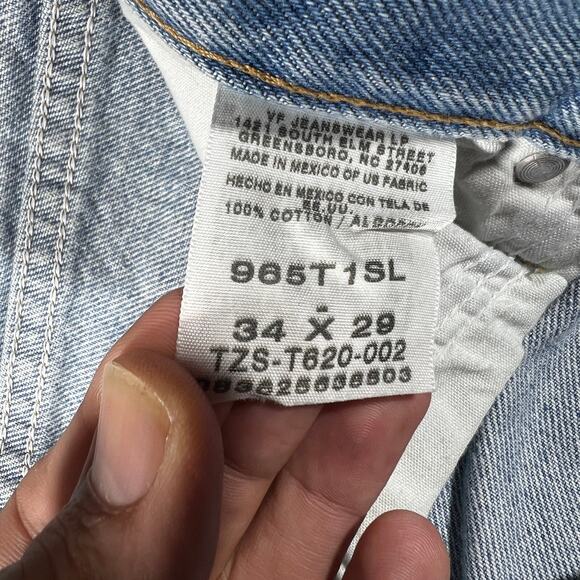 VF JEANSWEAR LP
1421 SOUTH ELM STREET
GREENSBORO, NC 27406
MADE IN MEXICO OF US FABRIC
HECHO EN MEXICO CON TELA DE
EE UU.
100% COTTON /
965T1SL
34 X 29
TZS-T620-002